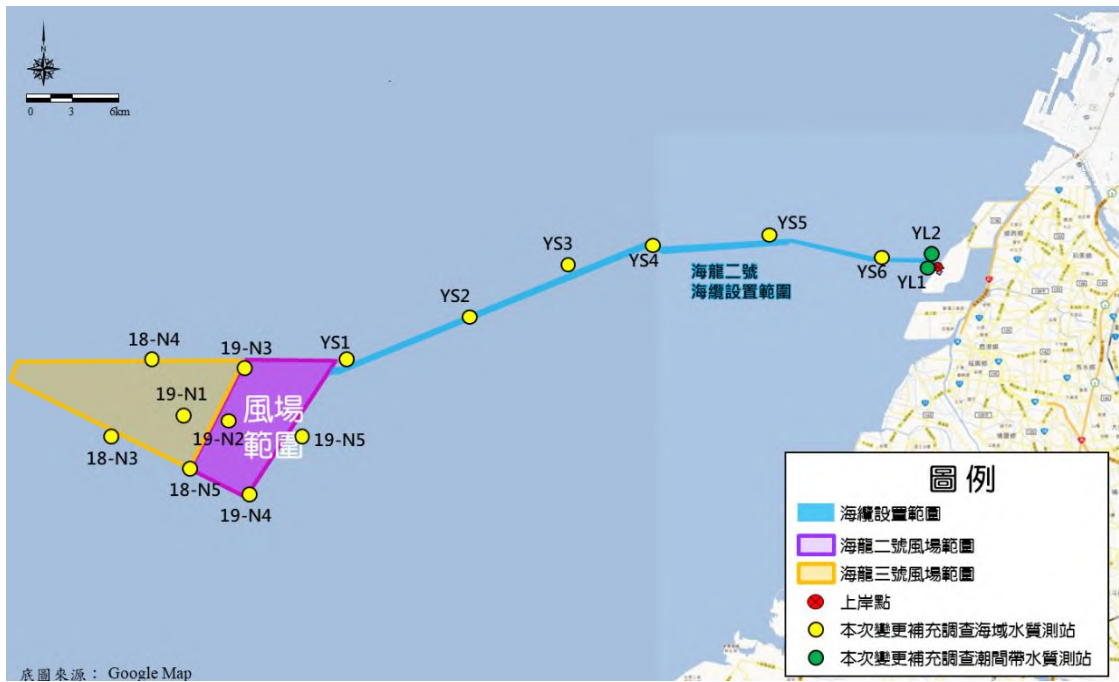 N
0 3 6km
YS5
YL2
YS3
YS4
YS6
YL1
海龍二號
海纜設置範圍
YS2
18-N4
19-N3
YS1
19-N1
風場
範圍
19-N2
19-N5
18-N3
18-N5
19-N4
圖例
海纜設置範圍
海龍二號風場範圍
海龍三號風場範圍
上岸點
本次變更補充調查海域水質測站
本次變更補充調查潮間帶水質測站
底圖來源： Google Map